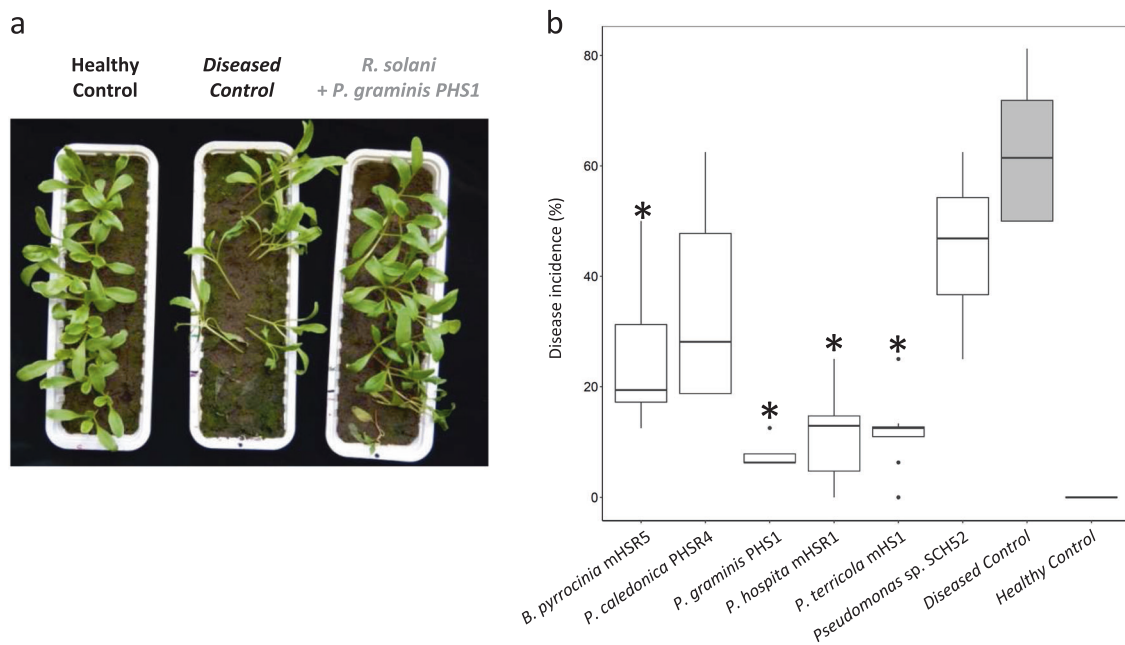 a
Healthy
Control
Diseased
Control
R. solani
+ P. graminis PHS1
b
Disease incidence (%)
80
60
40
20
0
*
*
*
*
B. pyrrocinia mHSR5
P. caledonica PHSR4
P. graminis PHS1
P. hospita mHSR1
P. terricola mHS1
Pseudomonas sp. SCH52
Diseased Control
Healthy Control